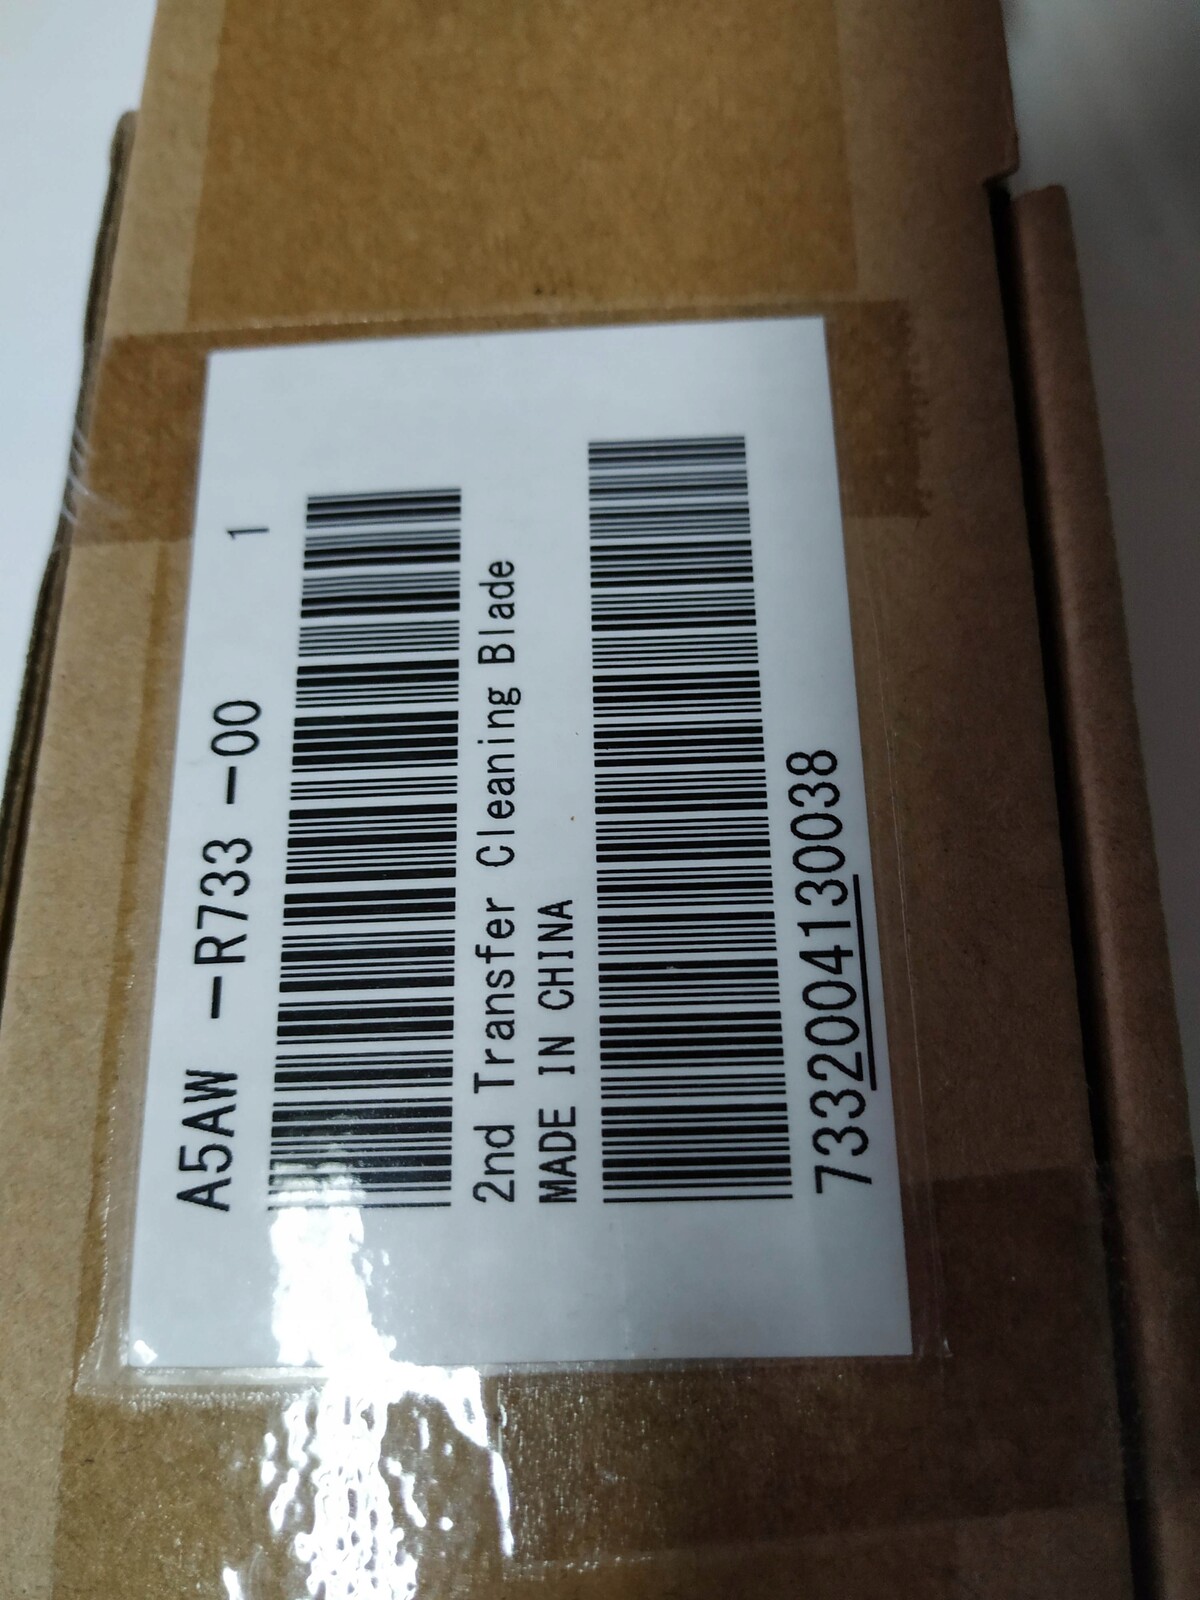 A5AW -R733 -00 1
2nd Transfer Cleaning Blade
MADE IN CHINA
7332004130038